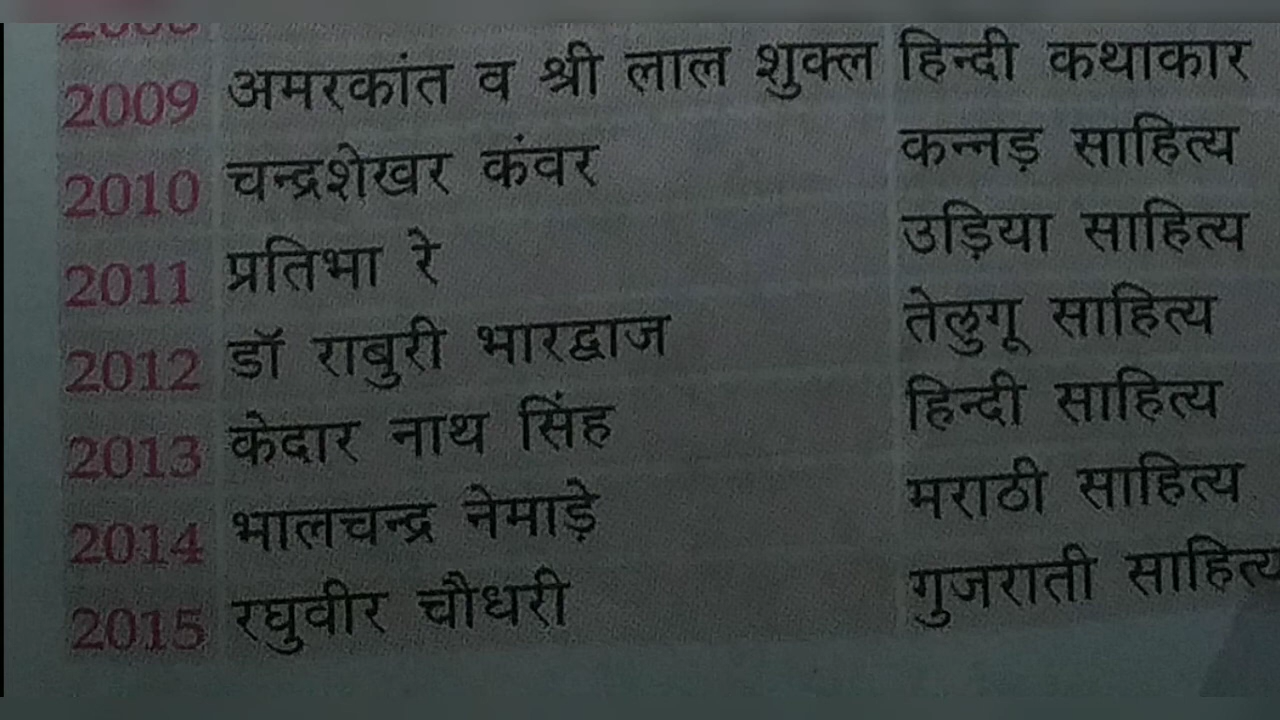 2009 अमरकांत व श्री लाल शुक्ल हिन्दी कथाकार
2010 चन्द्रशेखर कंवर कन्नड़ साहित्य
2011 प्रतिभा रे उड़िया साहित्य
2012 डॉ राबुरी भारद्वाज तेलुगू साहित्य
2013 केदार नाथ सिंह हिन्दी साहित्य
2014 भालचन्द्र नेमाड़े मराठी साहित्य
2015 रघुवीर चौधरी गुजराती साहित्य